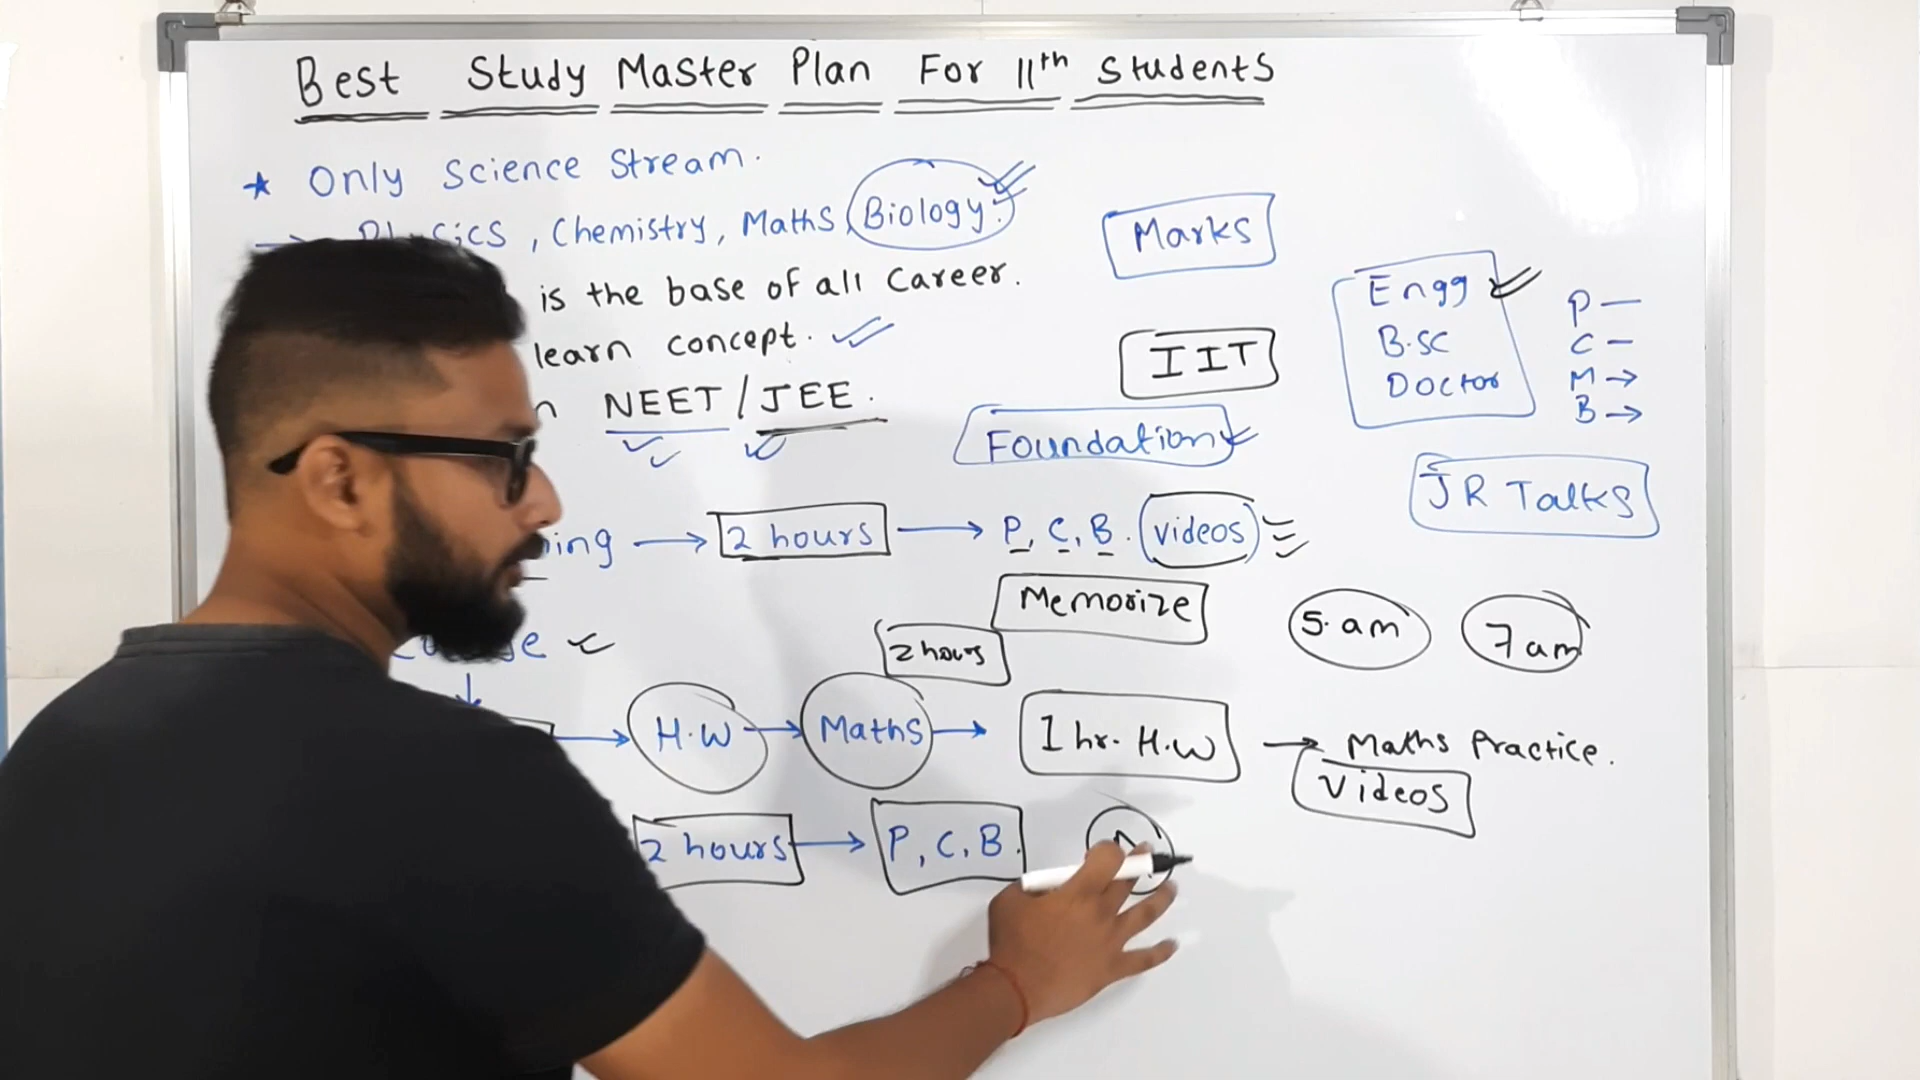 Best Study Master Plan For 11th Students
★ Only Science Stream.
→ Physics, Chemistry, Maths, Biology.
Marks
is the base of all Career.
Engg
B.SC
Doctor
P —
C —
M →
B →
learn concept.
IIT
NEET / JEE.
Foundation
JR Talks
→ 2 hours → P, C, B. Videos
Memorize
5 am
7 am
2 hours
→ H.W → Maths → 1 hr. H.W → Maths Practice.
Videos
2 hours → P, C, B.